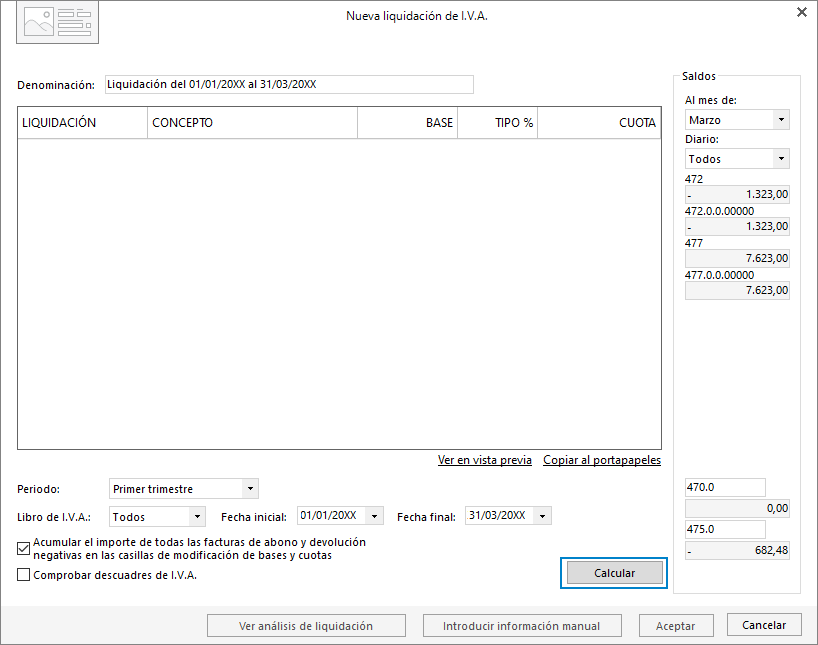 Nueva liquidación de I.V.A.
Denominación: Liquidación del 01/01/20XX al 31/03/20XX
LIQUIDACIÓN CONCEPTO BASE TIPO % CUOTA
Ver en vista previa Copiar al portapapeles
Periodo: Primer trimestre
Libro de I.V.A.: Todos Fecha inicial: 01/01/20XX Fecha final: 31/03/20XX
Acumular el importe de todas las facturas de abono y devolución
negativas en las casillas de modificación de bases y cuotas
Comprobar descuadres de I.V.A.
Calcular
Saldos
Al mes de:
Marzo
Diario:
Todos
472
- 1.323,00
472.0.0.00000
- 1.323,00
477
7.623,00
477.0.0.00000
7.623,00
470.0
0,00
475.0
- 682,48
Ver análisis de liquidación Introducir información manual Aceptar Cancelar